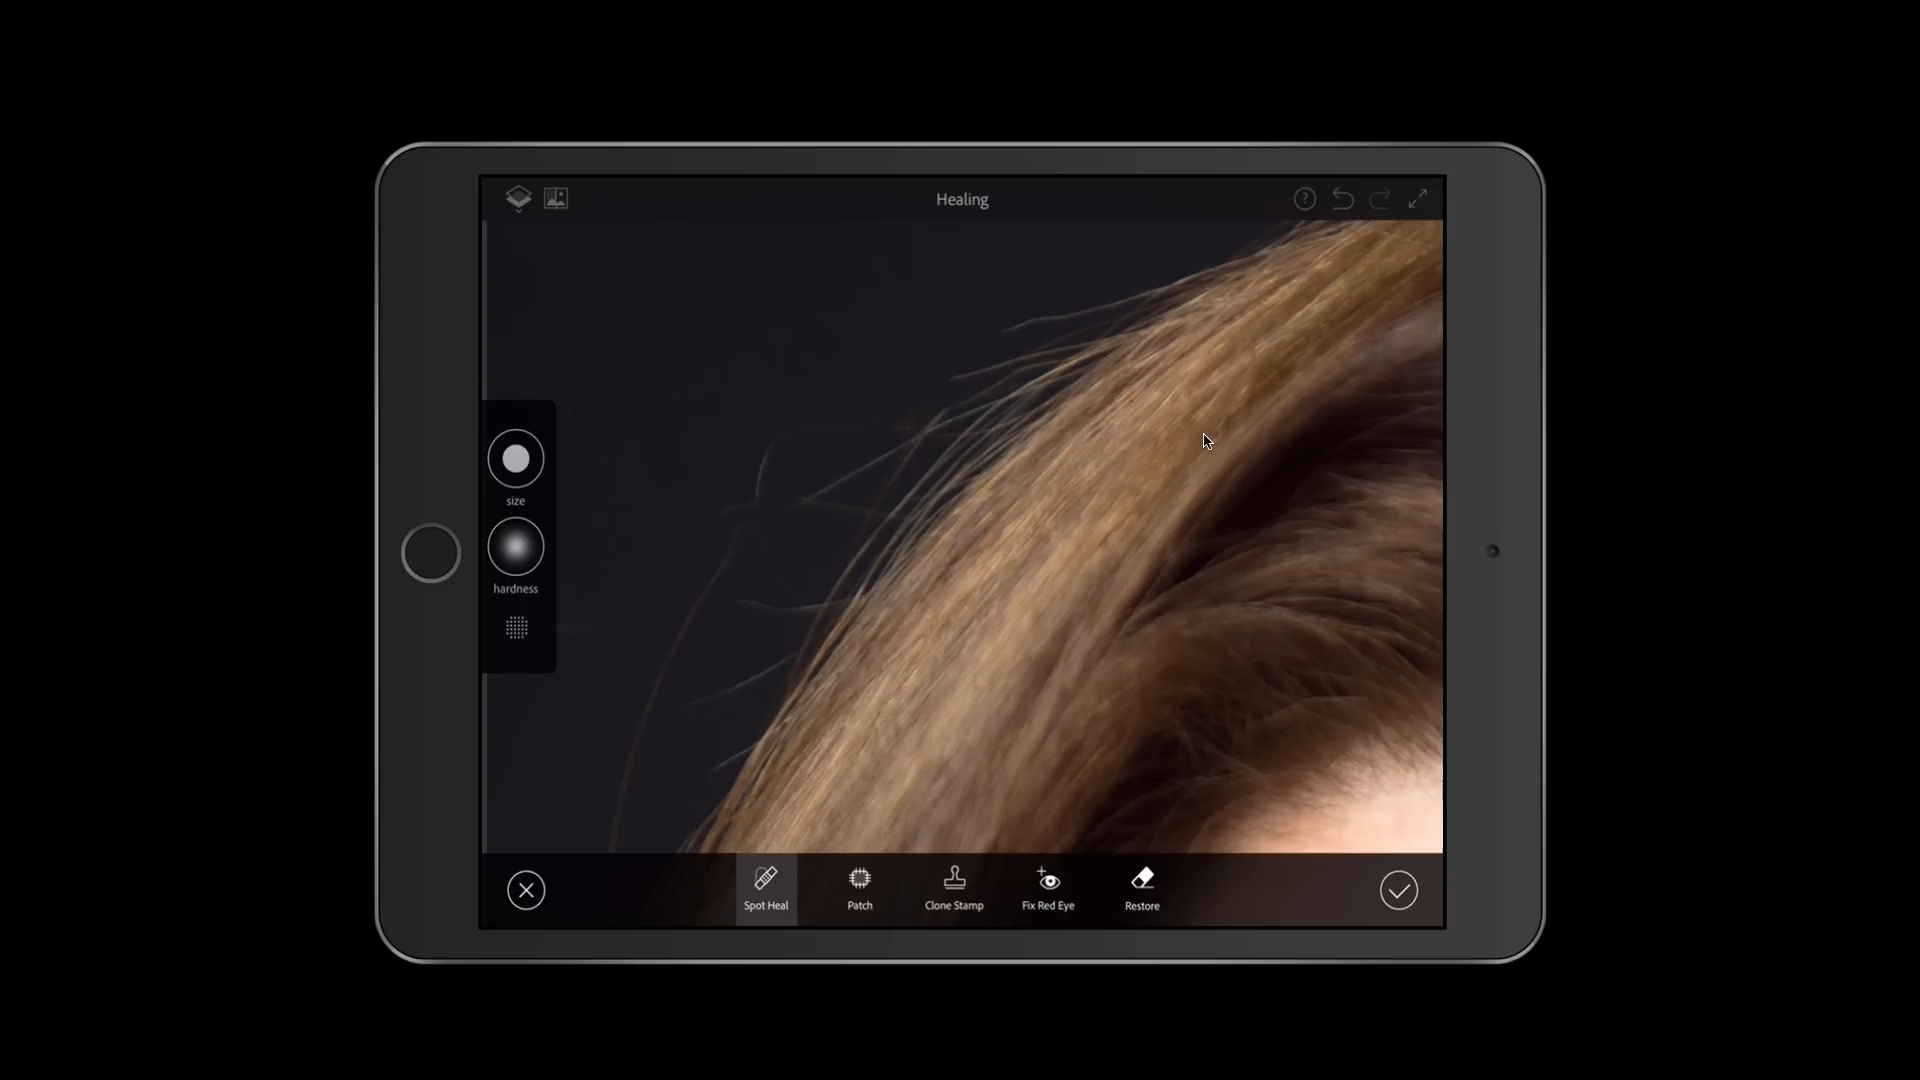 Healing
size
hardness
Spot Heal
Patch
Clone Stamp
Fix Red Eye
Restore